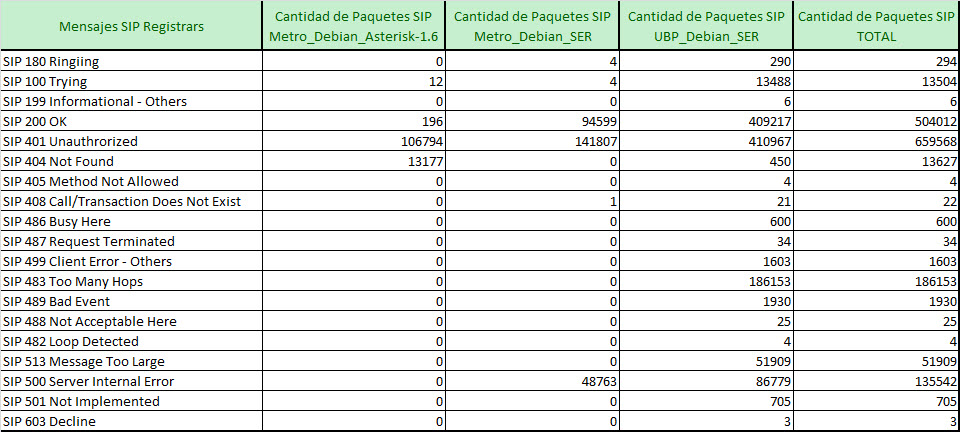 Mensajes SIP Registrars Cantidad de Paquetes SIP Metro_Debian_Asterisk-1.6 Cantidad de Paquetes SIP Metro_Debian_SER Cantidad de Paquetes SIP UBP_Debian_SER Cantidad de Paquetes SIP TOTAL
SIP 180 Ringiing 0 4 290 294
SIP 100 Trying 12 4 13488 13504
SIP 199 Informational - Others 0 0 6 6
SIP 200 OK 196 94599 409217 504012
SIP 401 Unauthrorized 106794 141807 410967 659568
SIP 404 Not Found 13177 0 450 13627
SIP 405 Method Not Allowed 0 0 4 4
SIP 408 Call/Transaction Does Not Exist 0 1 21 22
SIP 486 Busy Here 0 0 600 600
SIP 487 Request Terminated 0 0 34 34
SIP 499 Client Error - Others 0 0 1603 1603
SIP 483 Too Many Hops 0 0 186153 186153
SIP 489 Bad Event 0 0 1930 1930
SIP 488 Not Acceptable Here 0 0 25 25
SIP 482 Loop Detected 0 0 4 4
SIP 513 Message Too Large 0 0 51909 51909
SIP 500 Server Internal Error 0 48763 86779 135542
SIP 501 Not Implemented 0 0 705 705
SIP 603 Decline 0 0 3 3